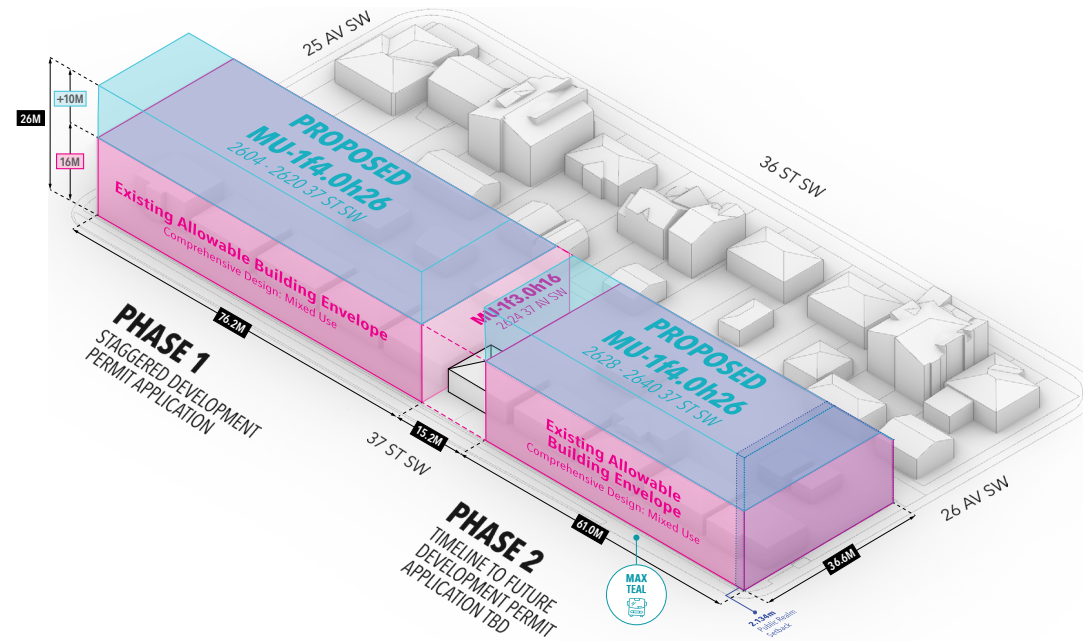 25 AV SW
36 ST SW
+10M
26M
16M
PROPOSED
MU-1f4.0h26
2604 - 2620 37 ST SW
Existing Allowable Building Envelope
Comprehensive Design: Mixed Use
MU-1f3.0h16
2624 37 AV SW
PROPOSED
MU-1f4.0h26
2628 - 2640 37 ST SW
Existing Allowable
Building Envelope
Comprehensive Design: Mixed Use
76.2M
PHASE 1
STAGGERED DEVELOPMENT
PERMIT APPLICATION
15.2M
37 ST SW
61.0M
PHASE 2
TIMELINE TO FUTURE
DEVELOPMENT PERMIT
APPLICATION TBD
MAX
TEAL
26 AV SW
36.6M
2.134m
Public Realm
Setback